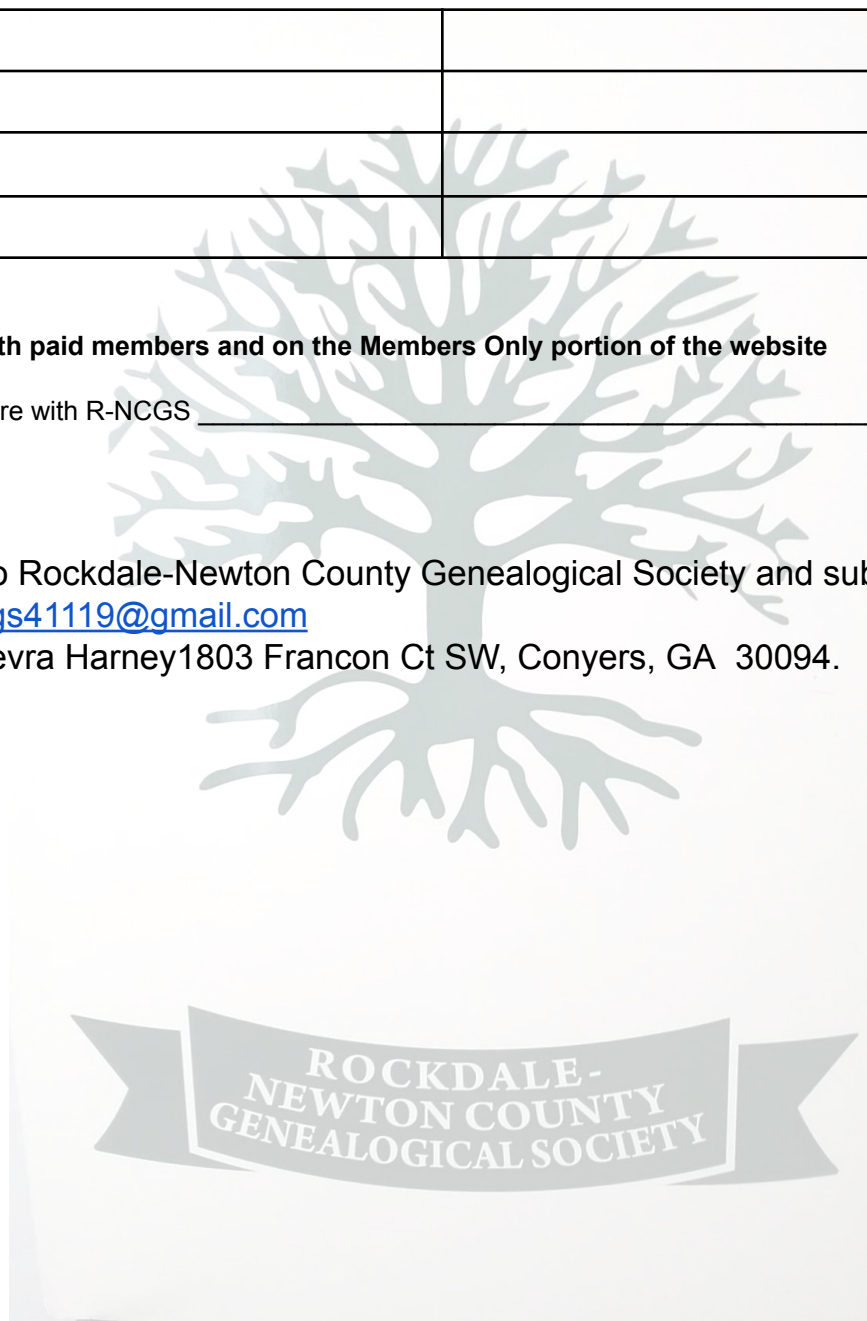 th paid members and on the Members Only portion of the website
re with R-NCGS ______________________________________________
o Rockdale-Newton County Genealogical Society and sub
gs41119@gmail.com
evra Harney1803 Francon Ct SW, Conyers, GA  30094.
ROCKDALE-
NEWTON COUNTY
GENEALOGICAL SOCIETY